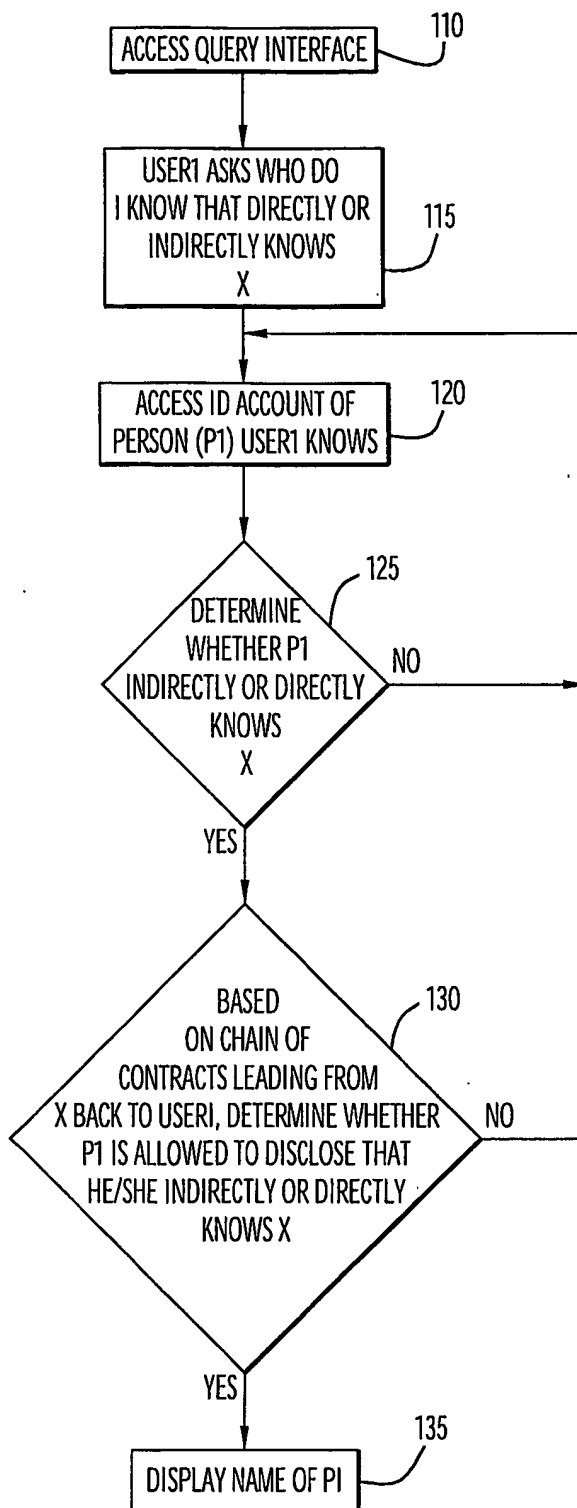 ACCESS QUERY INTERFACE
110
USER1 ASKS WHO DO
I KNOW THAT DIRECTLY OR
INDIRECTLY KNOWS
X
115
ACCESS ID ACCOUNT OF
PERSON (P1) USER1 KNOWS
120
DETERMINE
WHETHER P1
INDIRECTLY OR DIRECTLY
KNOWS
X
125
NO
YES
BASED
ON CHAIN OF
CONTRACTS LEADING FROM
X BACK TO USERI, DETERMINE WHETHER
P1 IS ALLOWED TO DISCLOSE THAT
HE/SHE INDIRECTLY OR DIRECTLY
KNOWS X
130
NO
YES
DISPLAY NAME OF PI
135